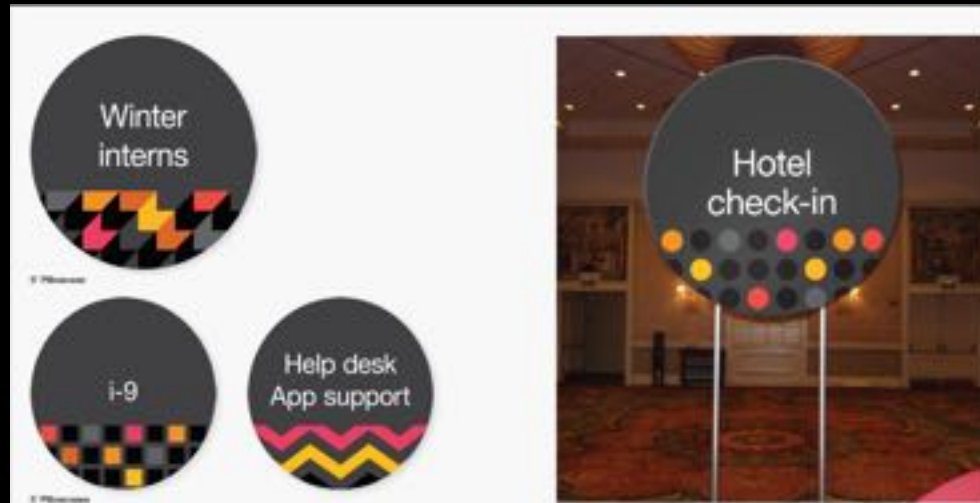 Winter
interns
i-9
Help desk
App support
Hotel
check-in